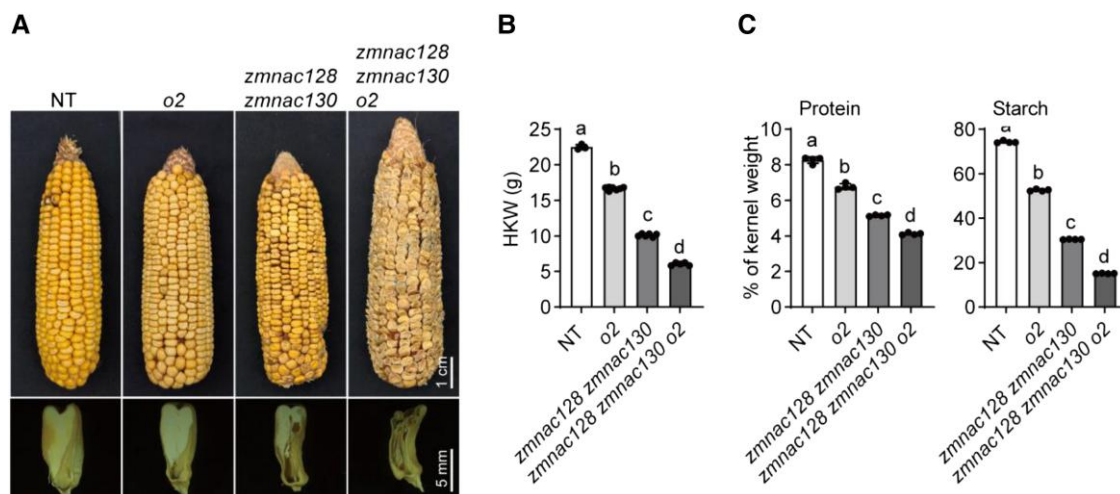 A
NT
o2
zmnac128
zmnac130
zmnac128
zmnac130
o2
1 cm
5 mm
B
HKW (g)
25
20
15
10
5
0
a
b
c
d
NT
o2
zmnac128 zmnac130
zmnac128 zmnac130 o2
C
Protein
% of kernel weight
10
8
6
4
2
0
a
b
c
d
NT
o2
zmnac128 zmnac130
zmnac128 zmnac130 o2
Starch
80
60
40
20
0
a
b
c
d
NT
o2
zmnac128 zmnac130
zmnac128 zmnac130 o2